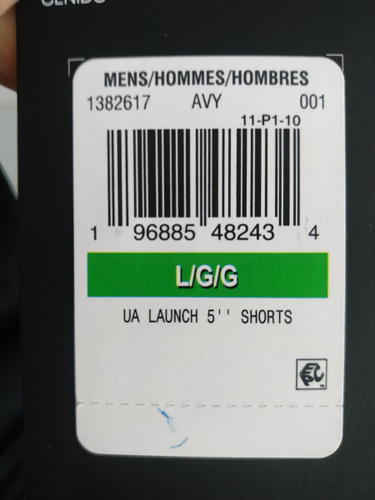 MENS/HOMMES/HOMBRES
1382617 AVY 001
11-P1-10
1 96885 48243 4
L/G/G
UA LAUNCH 5'' SHORTS